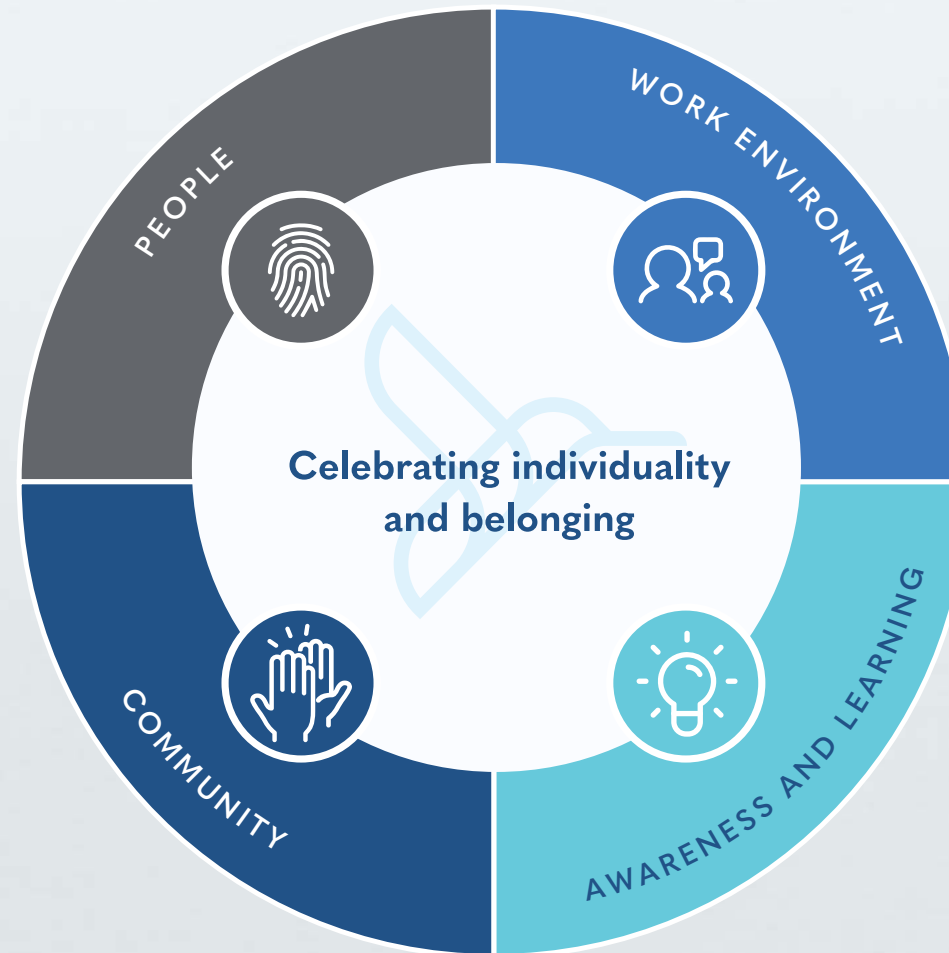 PEOPLE
WORK ENVIRONMENT
Celebrating individuality
and belonging
COMMUNITY
AWARENESS AND LEARNING